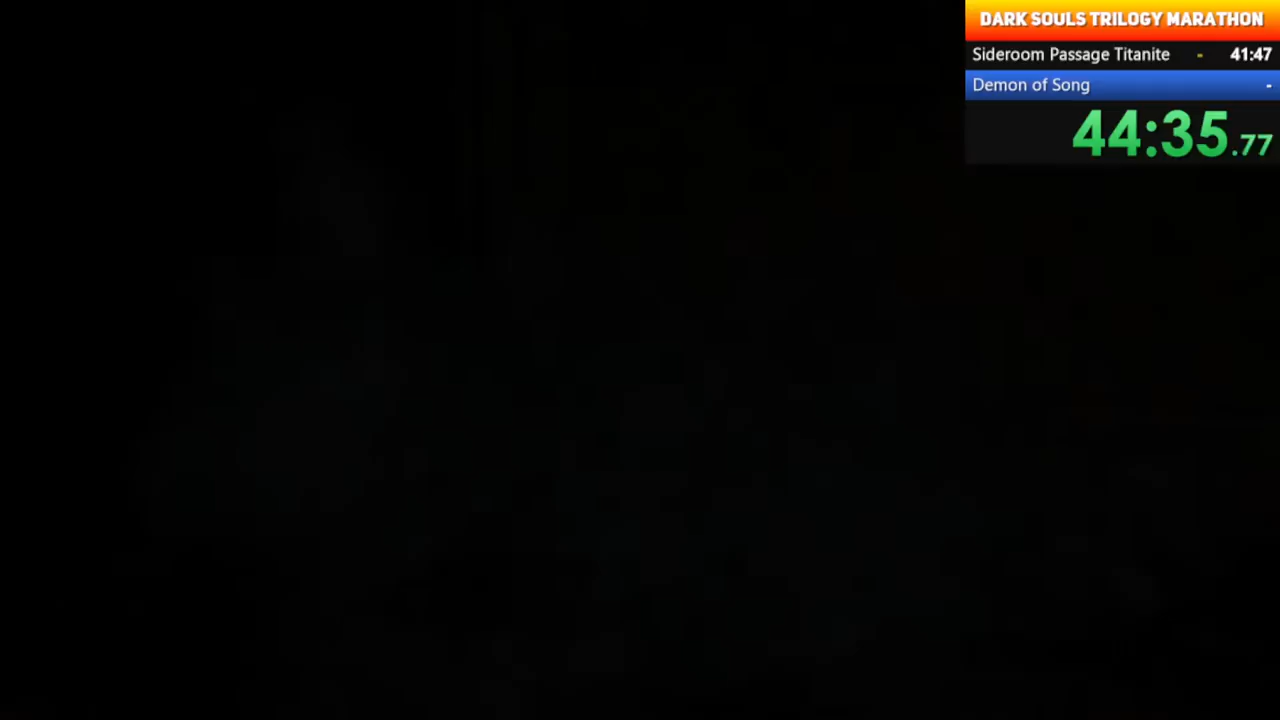 DARK SOULS TRILOGY MARATHON
Sideroom Passage Titanite - 41:47
Demon of Song -
44:35.77